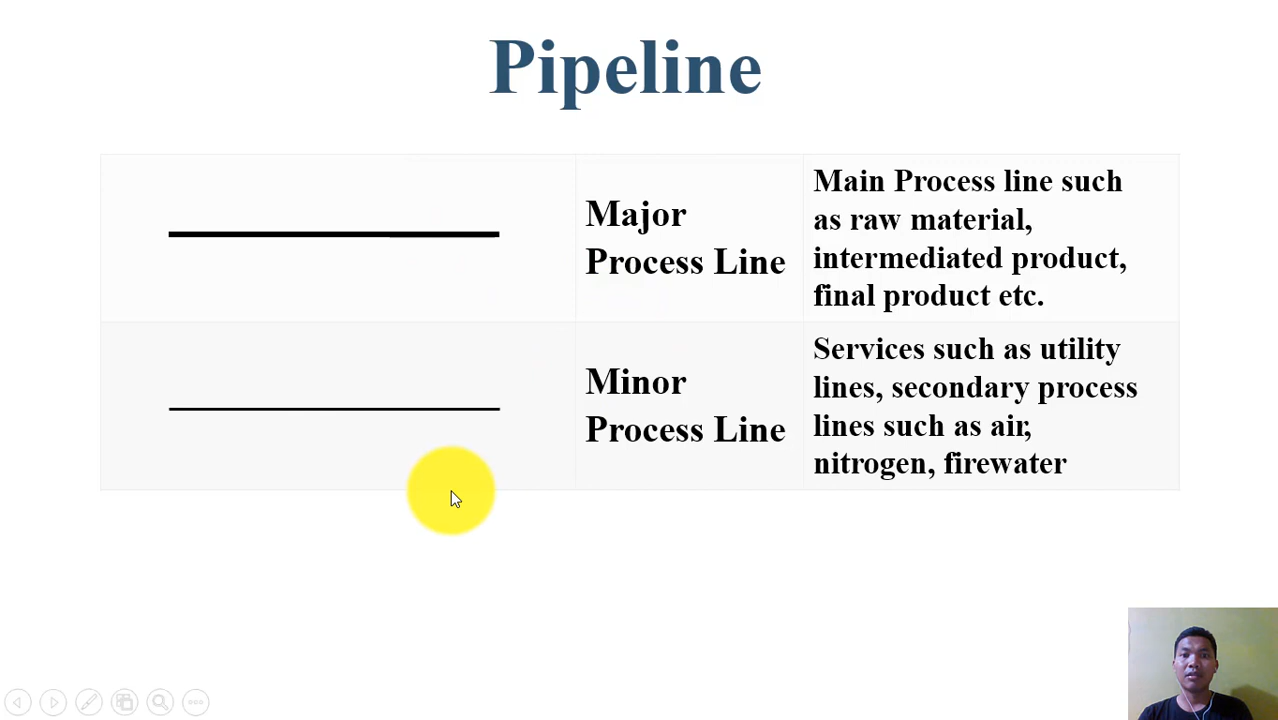 Pipeline
Major
Process Line
Main Process line such
as raw material,
intermediated product,
final product etc.
Minor
Process Line
Services such as utility
lines, secondary process
lines such as air,
nitrogen, firewater